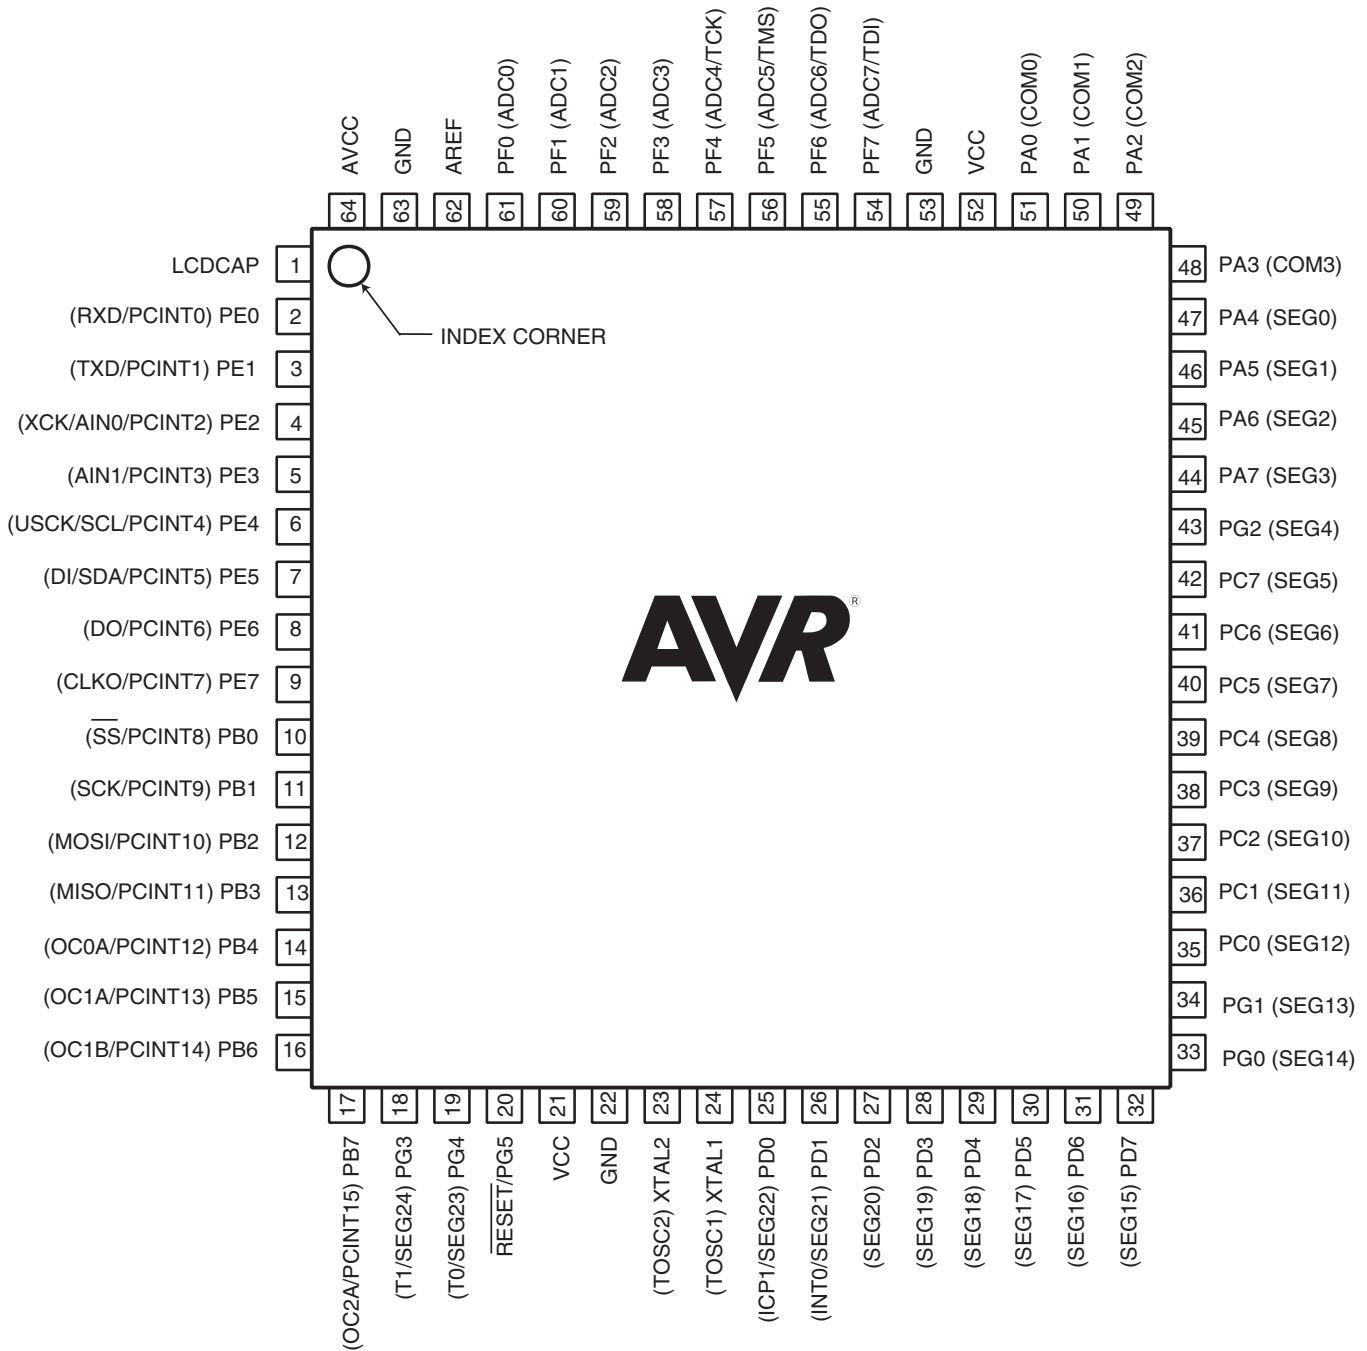 AVCC
GND
AREF
PF0 (ADC0)
PF1 (ADC1)
PF2 (ADC2)
PF3 (ADC3)
PF4 (ADC4/TCK)
PF5 (ADC5/TMS)
PF6 (ADC6/TDO)
PF7 (ADC7/TDI)
GND
VCC
PA0 (COM0)
PA1 (COM1)
PA2 (COM2)
64
63
62
61
60
59
58
57
56
55
54
53
52
51
50
49
LCDCAP 1
(RXD/PCINT0) PE0 2
(TXD/PCINT1) PE1 3
(XCK/AIN0/PCINT2) PE2 4
(AIN1/PCINT3) PE3 5
(USCK/SCL/PCINT4) PE4 6
(DI/SDA/PCINT5) PE5 7
(DO/PCINT6) PE6 8
(CLKO/PCINT7) PE7 9
(SS/PCINT8) PB0 10
(SCK/PCINT9) PB1 11
(MOSI/PCINT10) PB2 12
(MISO/PCINT11) PB3 13
(OC0A/PCINT12) PB4 14
(OC1A/PCINT13) PB5 15
(OC1B/PCINT14) PB6 16
INDEX CORNER
AVR®
48 PA3 (COM3)
47 PA4 (SEG0)
46 PA5 (SEG1)
45 PA6 (SEG2)
44 PA7 (SEG3)
43 PG2 (SEG4)
42 PC7 (SEG5)
41 PC6 (SEG6)
40 PC5 (SEG7)
39 PC4 (SEG8)
38 PC3 (SEG9)
37 PC2 (SEG10)
36 PC1 (SEG11)
35 PC0 (SEG12)
34 PG1 (SEG13)
33 PG0 (SEG14)
17
18
19
20
21
22
23
24
25
26
27
28
29
30
31
32
(OC2A/PCINT15) PB7
(T1/SEG24) PG3
(T0/SEG23) PG4
RESET/PG5
VCC
GND
(TOSC2) XTAL2
(TOSC1) XTAL1
(ICP1/SEG22) PD0
(INT0/SEG21) PD1
(SEG20) PD2
(SEG19) PD3
(SEG18) PD4
(SEG17) PD5
(SEG16) PD6
(SEG15) PD7